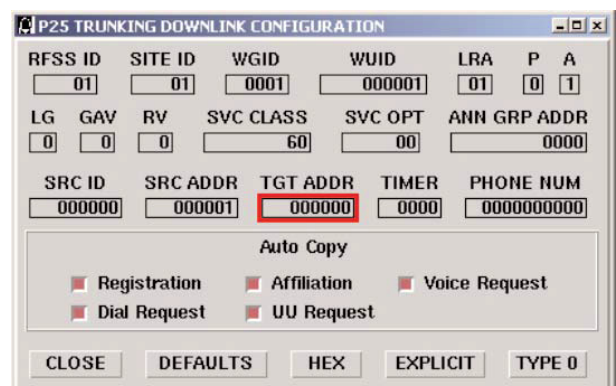 P25 TRUNKING DOWNLINK CONFIGURATION
RFSS ID SITE ID WGID WUID LRA P A
01 01 0001 000001 01 0 1
LG GAV RV SVC CLASS SVC OPT ANN GRP ADDR
0 0 0 60 00 0000
SRC ID SRC ADDR TGT ADDR TIMER PHONE NUM
000000 000001 000000 0000 0000000000
Auto Copy
Registration Affiliation Voice Request
Dial Request UU Request
CLOSE DEFAULTS HEX EXPLICIT TYPE 0